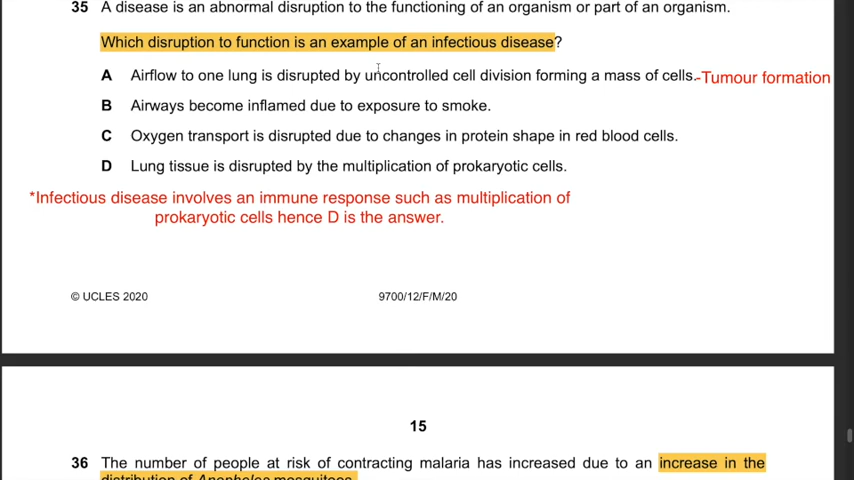 35 A disease is an abnormal disruption to the functioning of an organism or part of an organism.
Which disruption to function is an example of an infectious disease?
A Airflow to one lung is disrupted by uncontrolled cell division forming a mass of cells.-Tumour formation
B Airways become inflamed due to exposure to smoke.
C Oxygen transport is disrupted due to changes in protein shape in red blood cells.
D Lung tissue is disrupted by the multiplication of prokaryotic cells.
*Infectious disease involves an immune response such as multiplication of
prokaryotic cells hence D is the answer.
© UCLES 2020 9700/12/F/M/20
15
36 The number of people at risk of contracting malaria has increased due to an increase in the
distribution of Anopheles mosquitoes.